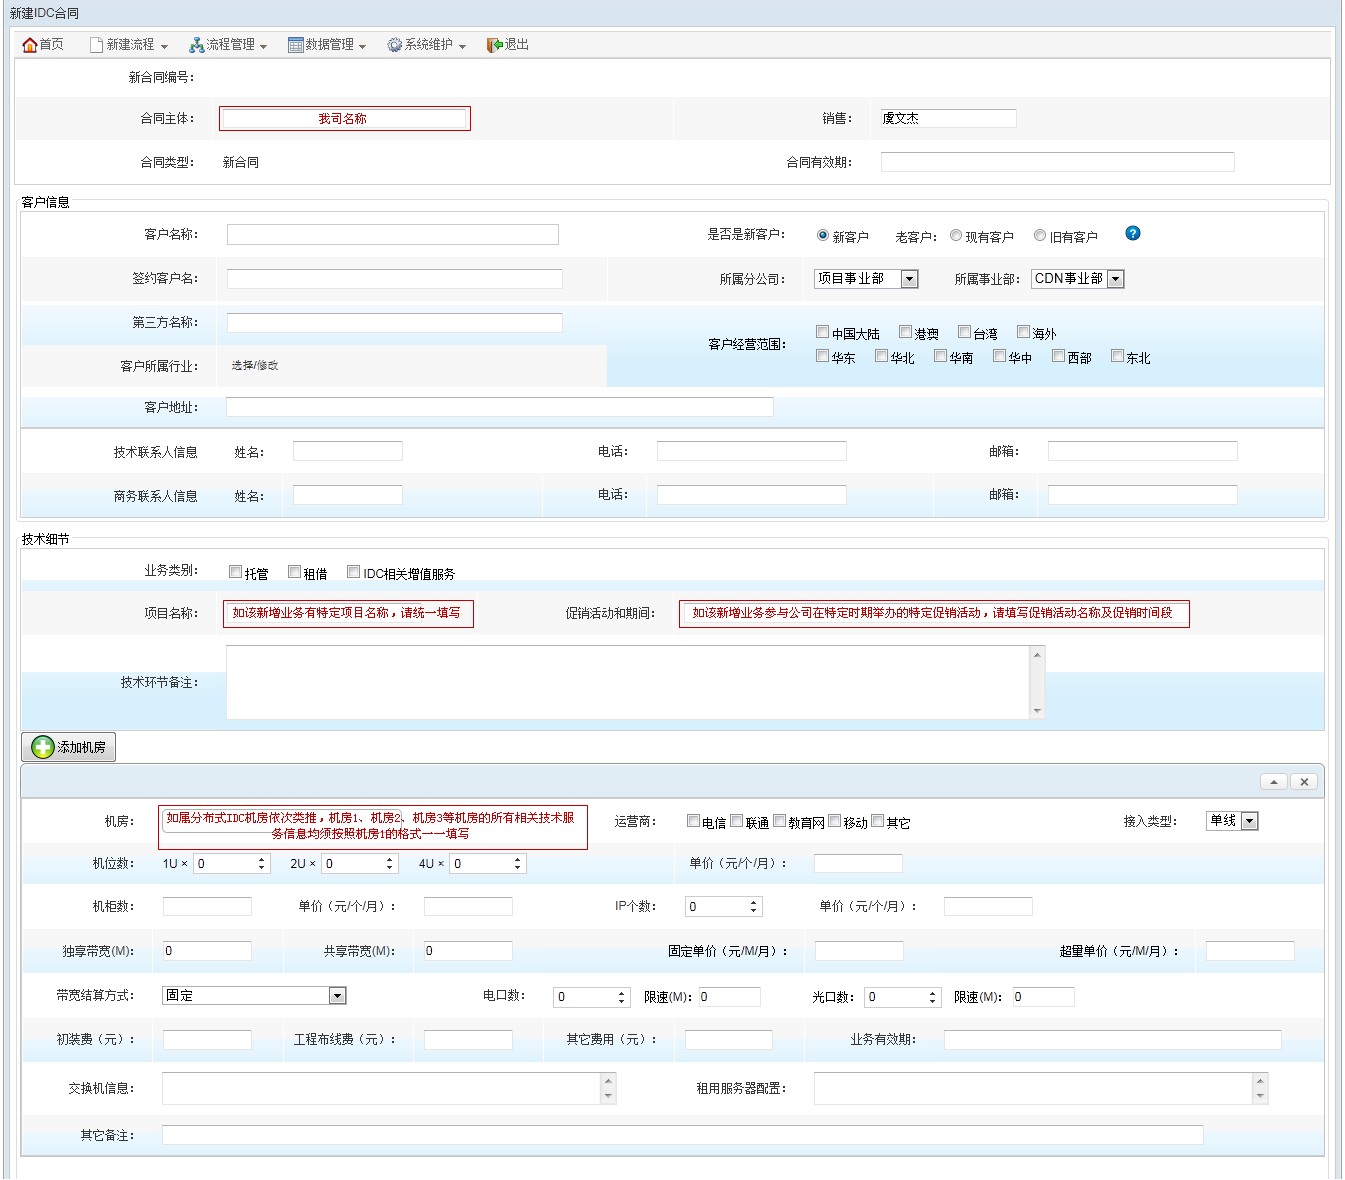 新建IDC合同
首页 新建流程 流程管理 数据管理 系统维护 退出
新合同编号：
合同主体： 我司名称 销售： 虞文杰
合同类型： 新合同 合同有效期：
客户信息
客户名称： 是否是新客户： 新客户 老客户： 现有客户 旧有客户 ?
签约客户名： 所属分公司： 项目事业部 所属事业部： CDN事业部
第三方名称：
客户经营范围： 中国大陆 港澳 台湾 海外
华东 华北 华南 华中 西部 东北
客户所属行业： 选择/修改
客户地址：
技术联系人信息 姓名： 电话： 邮箱：
商务联系人信息 姓名： 电话： 邮箱：
技术细节
业务类别： 托管 租借 IDC相关增值服务
项目名称： 如该新增业务有特定项目名称，请统一填写 促销活动和期间： 如该新增业务参与公司在特定时期举办的特定促销活动，请填写促销活动名称及促销时间段
技术环节备注：
添加机房
机房： 如属分布式IDC机房依次类推，机房1、机房2、机房3等机房的所有相关技术服
务信息均须按照机房1的格式一一填写
运营商： 电信 联通 教育网 移动 其它 接入类型： 单线
机位数： 1U × 0 2U × 0 4U × 0 单价（元/个/月）：
机柜数： 单价（元/个/月）： IP个数： 0 单价（元/个/月）：
独享带宽(M)： 0 共享带宽(M)： 0 固定单价（元/M/月）： 超量单价（元/M/月）：
带宽结算方式： 固定 电口数： 0 限速(M)： 0 光口数： 0 限速(M)： 0
初装费（元）： 工程布线费（元）： 其它费用（元）： 业务有效期：
交换机信息： 租用服务器配置：
其它备注：